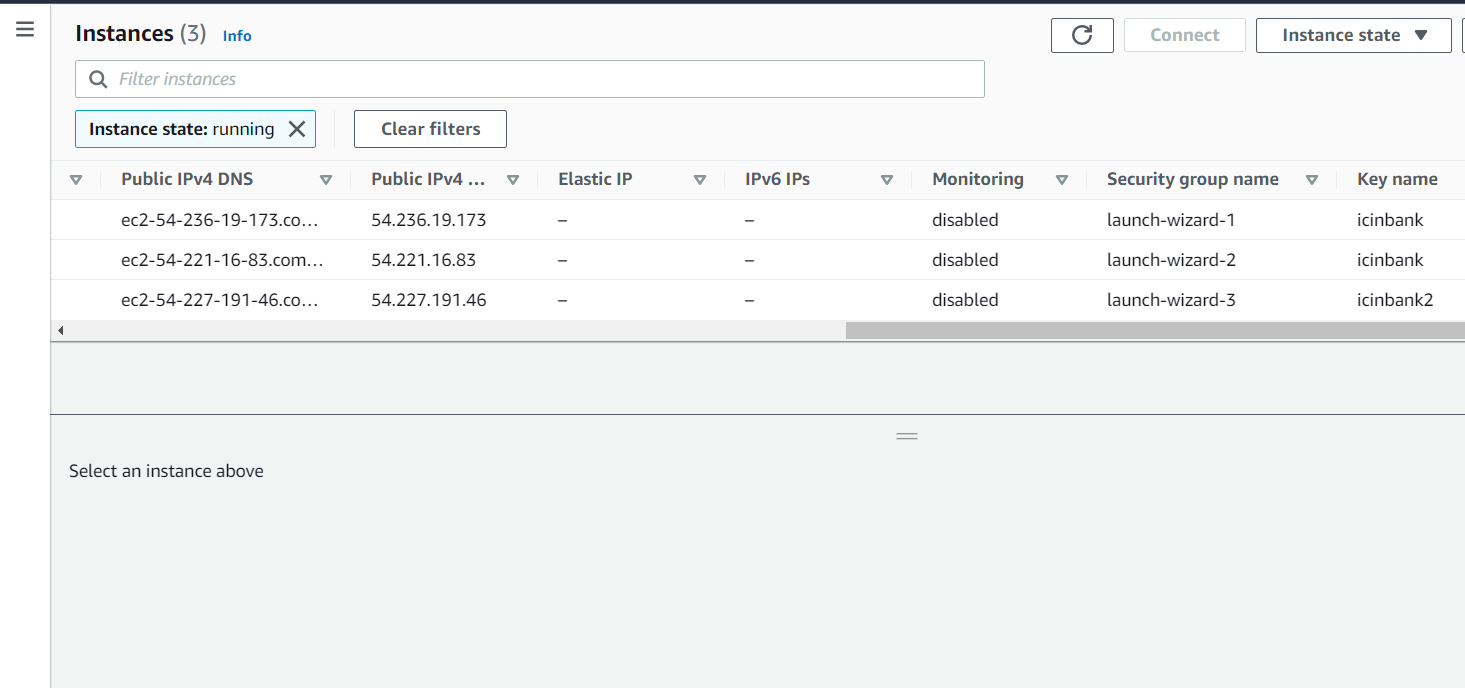 Instances (3) Info
Connect
Instance state
Filter instances
Instance state: running
Clear filters
Public IPv4 DNS Public IPv4 ... Elastic IP IPv6 IPs Monitoring Security group name Key name
ec2-54-236-19-173.co... 54.236.19.173 – – disabled launch-wizard-1 icinbank
ec2-54-221-16-83.com... 54.221.16.83 – – disabled launch-wizard-2 icinbank
ec2-54-227-191-46.co... 54.227.191.46 – – disabled launch-wizard-3 icinbank2
Select an instance above